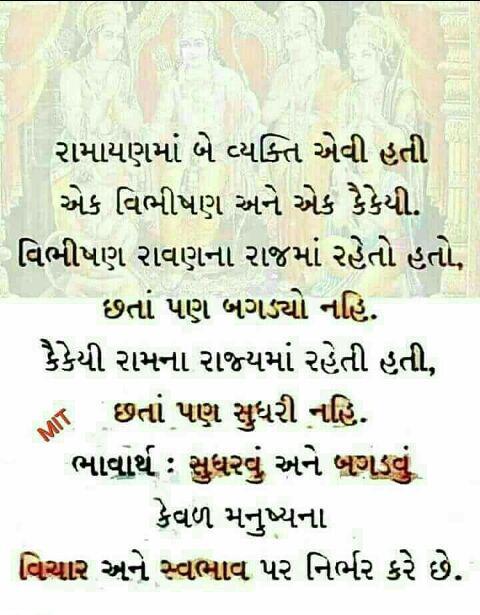 રામાયણમાં બે વ્યક્તિ એવી હતી
એક વિભીષણ અને એક કૈકેયી.
વિભીષણ રાવણના રાજમાં રહેતો હતો,
છતાં પણ બગડ્યો નહિ.
કૈકેયી રામના રાજ્યમાં રહેતી હતી,
MIT
છતાં પણ સુધરી નહિ.
ભાવાર્થ : સુધરવું અને બગડવું
કેવળ મનુષ્યના
વિચાર અને સ્વભાવ પર નિર્ભર કરે છે.